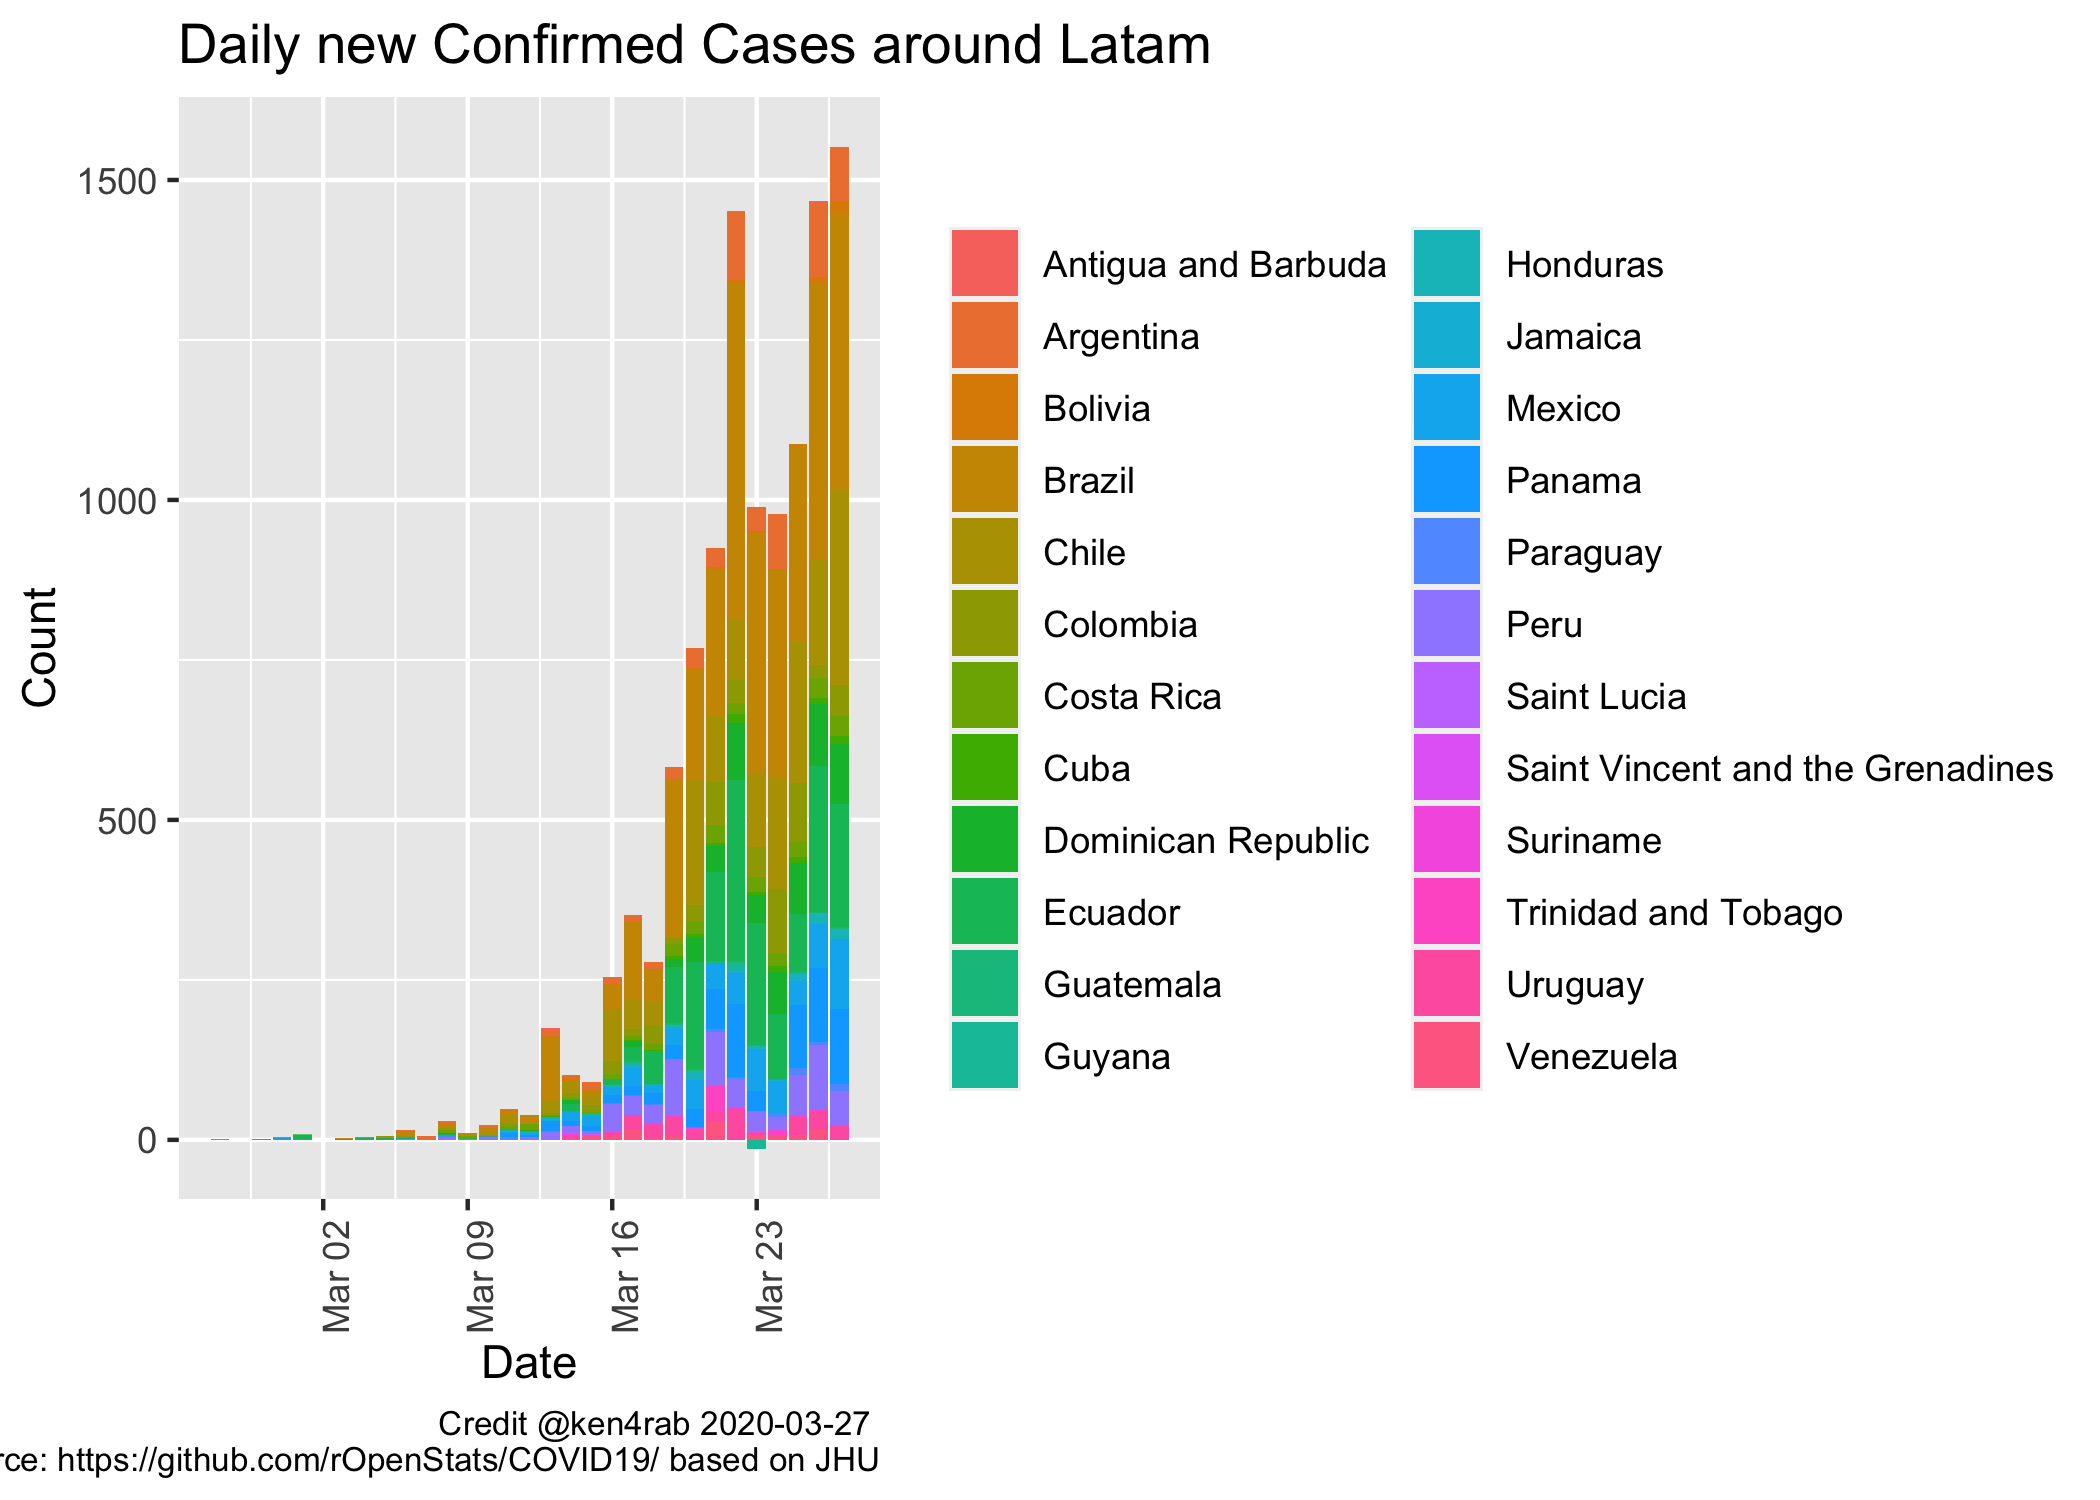 Daily new Confirmed Cases around Latam
1500
1000
500
0
Count
Mar 02
Mar 09
Mar 16
Mar 23
Date
Antigua and Barbuda
Argentina
Bolivia
Brazil
Chile
Colombia
Costa Rica
Cuba
Dominican Republic
Ecuador
Guatemala
Guyana
Honduras
Jamaica
Mexico
Panama
Paraguay
Peru
Saint Lucia
Saint Vincent and the Grenadines
Suriname
Trinidad and Tobago
Uruguay
Venezuela
Credit @ken4rab 2020-03-27
https://github.com/rOpenStats/COVID19/ based on JHU